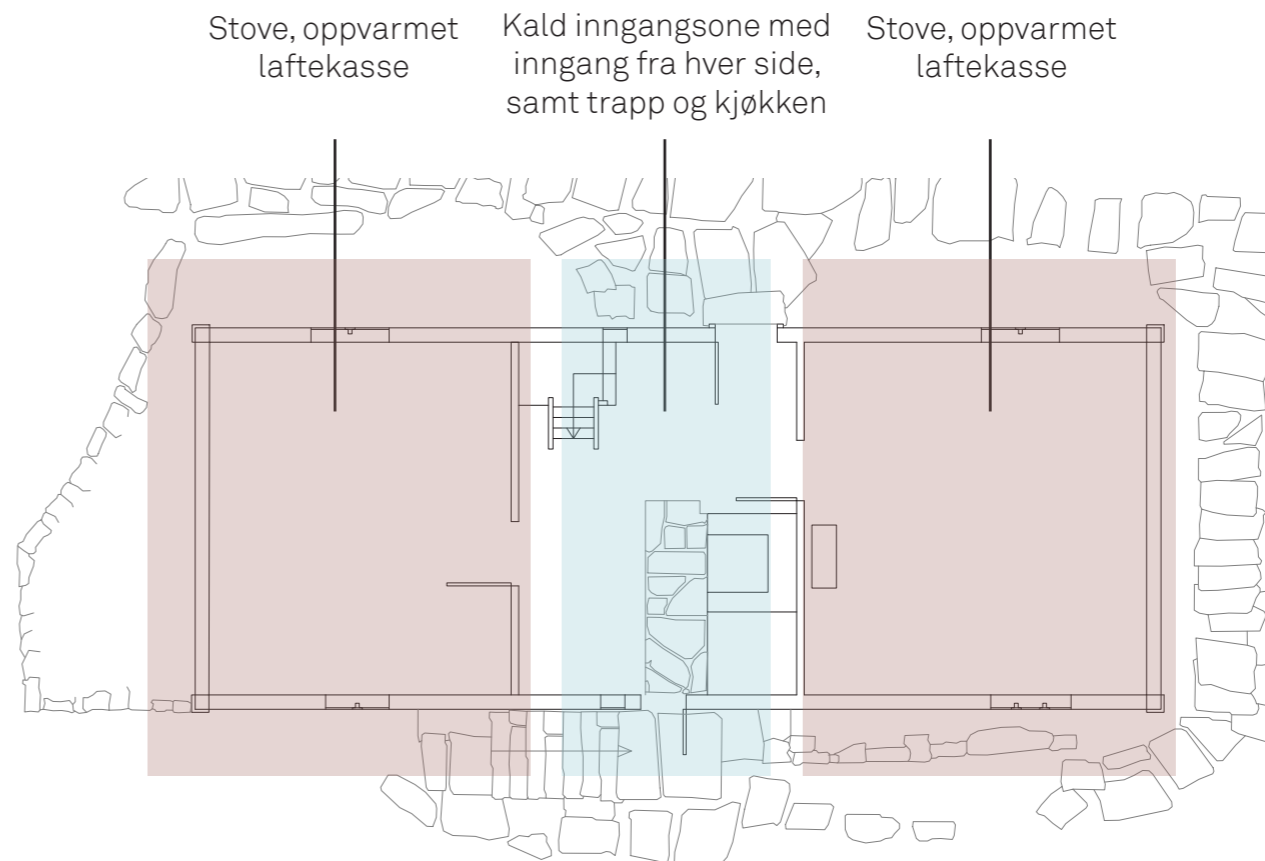 Stove, oppvarmet
laftekasse
Kald inngangsone med
inngang fra hver side,
samt trapp og kjøkken
Stove, oppvarmet
laftekasse